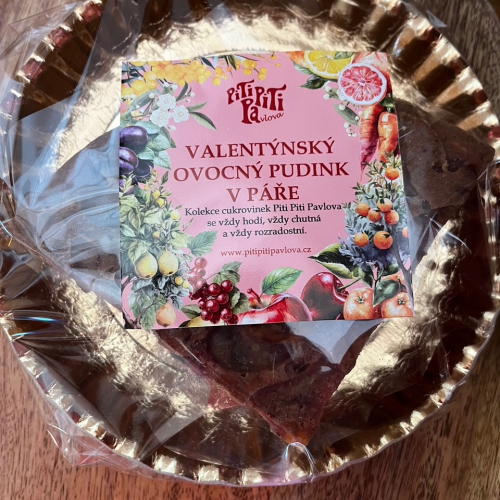 PiTi PiTi
Pavlova
VALENTÝNSKÝ
OVOCNÝ PUDINK
V PÁŘE
Kolekce cukrovinek Piti Piti Pavlova
se vždy hodí, vždy chutná
a vždy rozradostní.
www.pitipitipavlova.cz